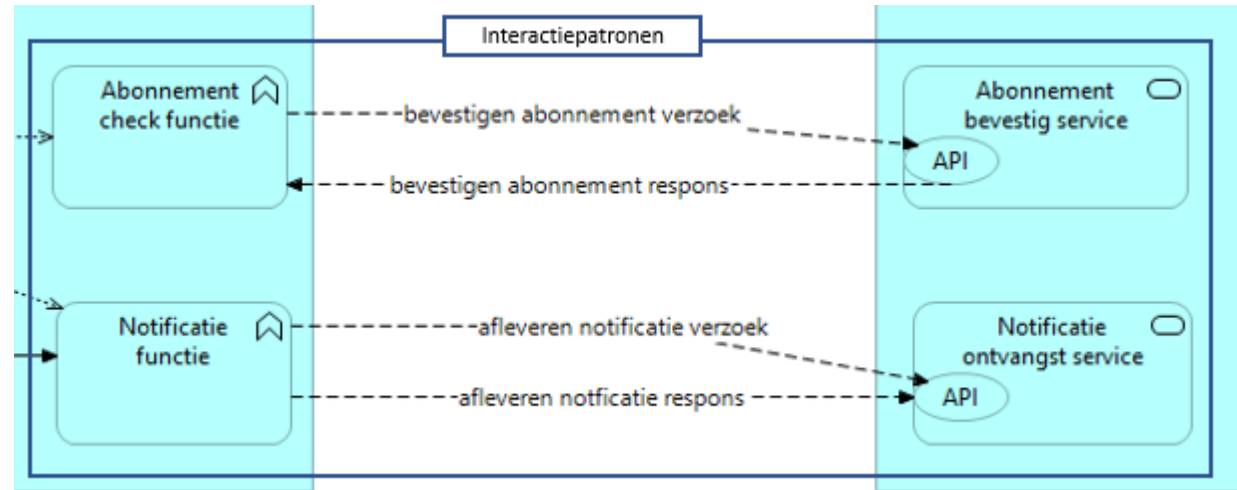 Interactiepatronen
Abonnement
check functie
bevestigen abonnement verzoek
Abonnement
bevestig service
API
bevestigen abonnement respons
Notificatie
functie
afleveren notificatie verzoek
Notificatie
ontvangst service
API
afleveren notficatie respons